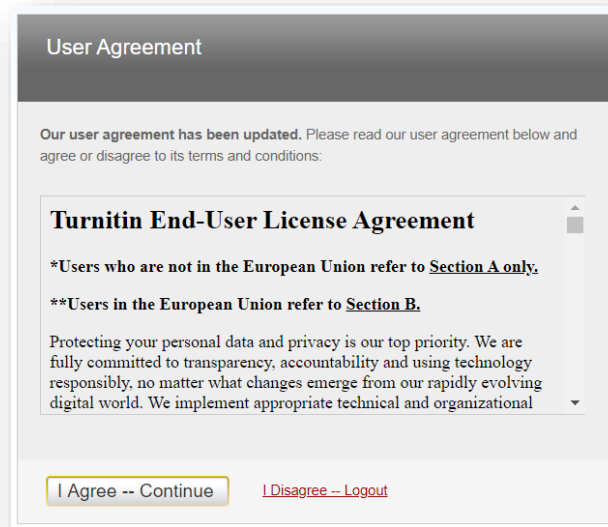 User Agreement
Our user agreement has been updated. Please read our user agreement below and
agree or disagree to its terms and conditions:
Turnitin End-User License Agreement
*Users who are not in the European Union refer to Section A only.
**Users in the European Union refer to Section B.
Protecting your personal data and privacy is our top priority. We are
fully committed to transparency, accountability and using technology
responsibly, no matter what changes emerge from our rapidly evolving
digital world. We implement appropriate technical and organizational
I Agree -- Continue
I Disagree -- Logout